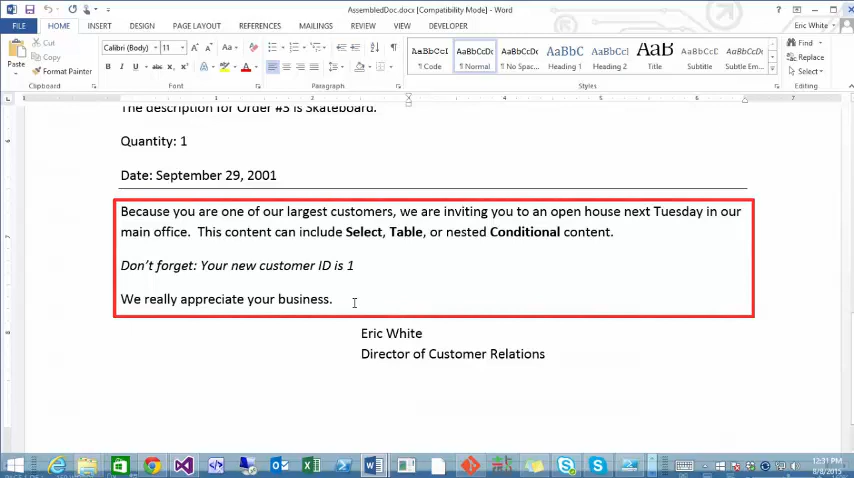 AssembledDoc.docx [Compatibility Mode] - Word
FILE HOME INSERT DESIGN PAGE LAYOUT REFERENCES MAILINGS REVIEW VIEW DEVELOPER Eric White
Paste
Cut
Copy
Format Painter
Clipboard
Calibri (Body) 11
Font
Paragraph
AaBbCcI AaBbCcDc AaBbCcDc AaBbC AaBbCcI AaB AaBbCcD AaBbCcDc
¶ Code ¶ Normal ¶ No Spac... Heading 1 Heading 2 Title Subtitle Subtle Em...
Styles
Find
Replace
Select
Editing
The description for Order #3 is Skateboard.
Quantity: 1
Date: September 29, 2001
Because you are one of our largest customers, we are inviting you to an open house next Tuesday in our
main office. This content can include Select, Table, or nested Conditional content.
Don't forget: Your new customer ID is 1
We really appreciate your business.
Eric White
Director of Customer Relations
12:31 PM
8/8/2015